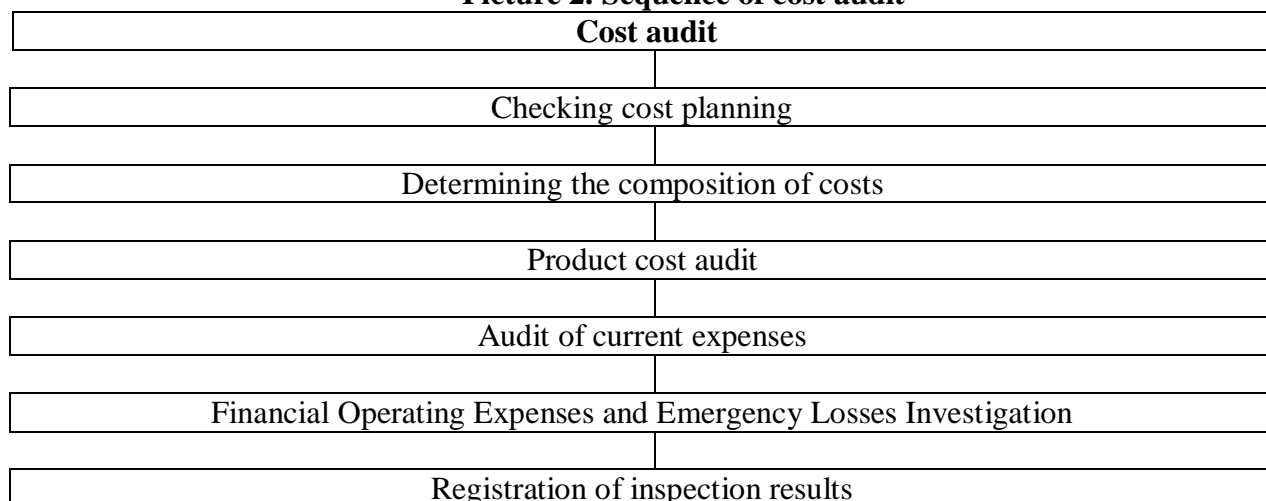 Picture 2. Sequence of cost audit
Cost audit
Checking cost planning
Determining the composition of costs
Product cost audit
Audit of current expenses
Financial Operating Expenses and Emergency Losses Investigation
Registration of inspection results